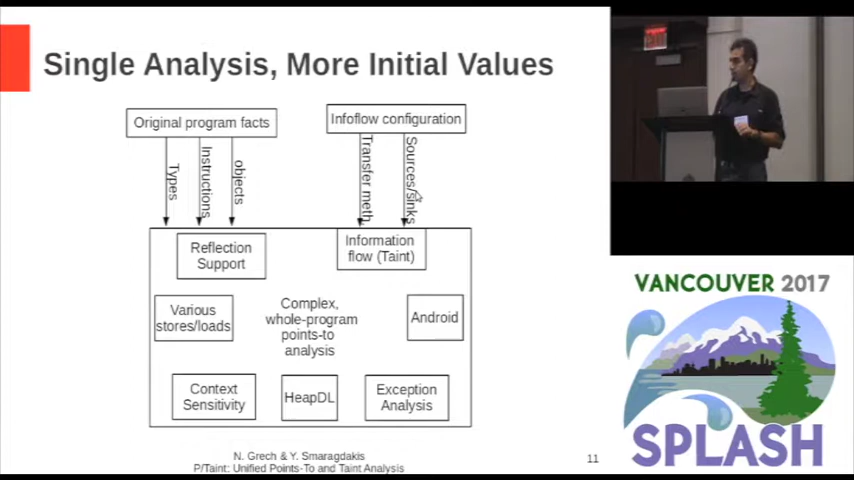 Single Analysis, More Initial Values
Original program facts
Infoflow configuration
Types
Instructions
objects
Transfer meth
Sources/sinks
Reflection
Support
Information
flow (Taint)
Various
stores/loads
Complex,
whole-program
points-to
analysis
Android
Context
Sensitivity
HeapDL
Exception
Analysis
N. Grech & Y. Smaragdakis
P/Taint: Unified Points-To and Taint Analysis
11
EXIT
VANCOUVER 2017
SPLASH